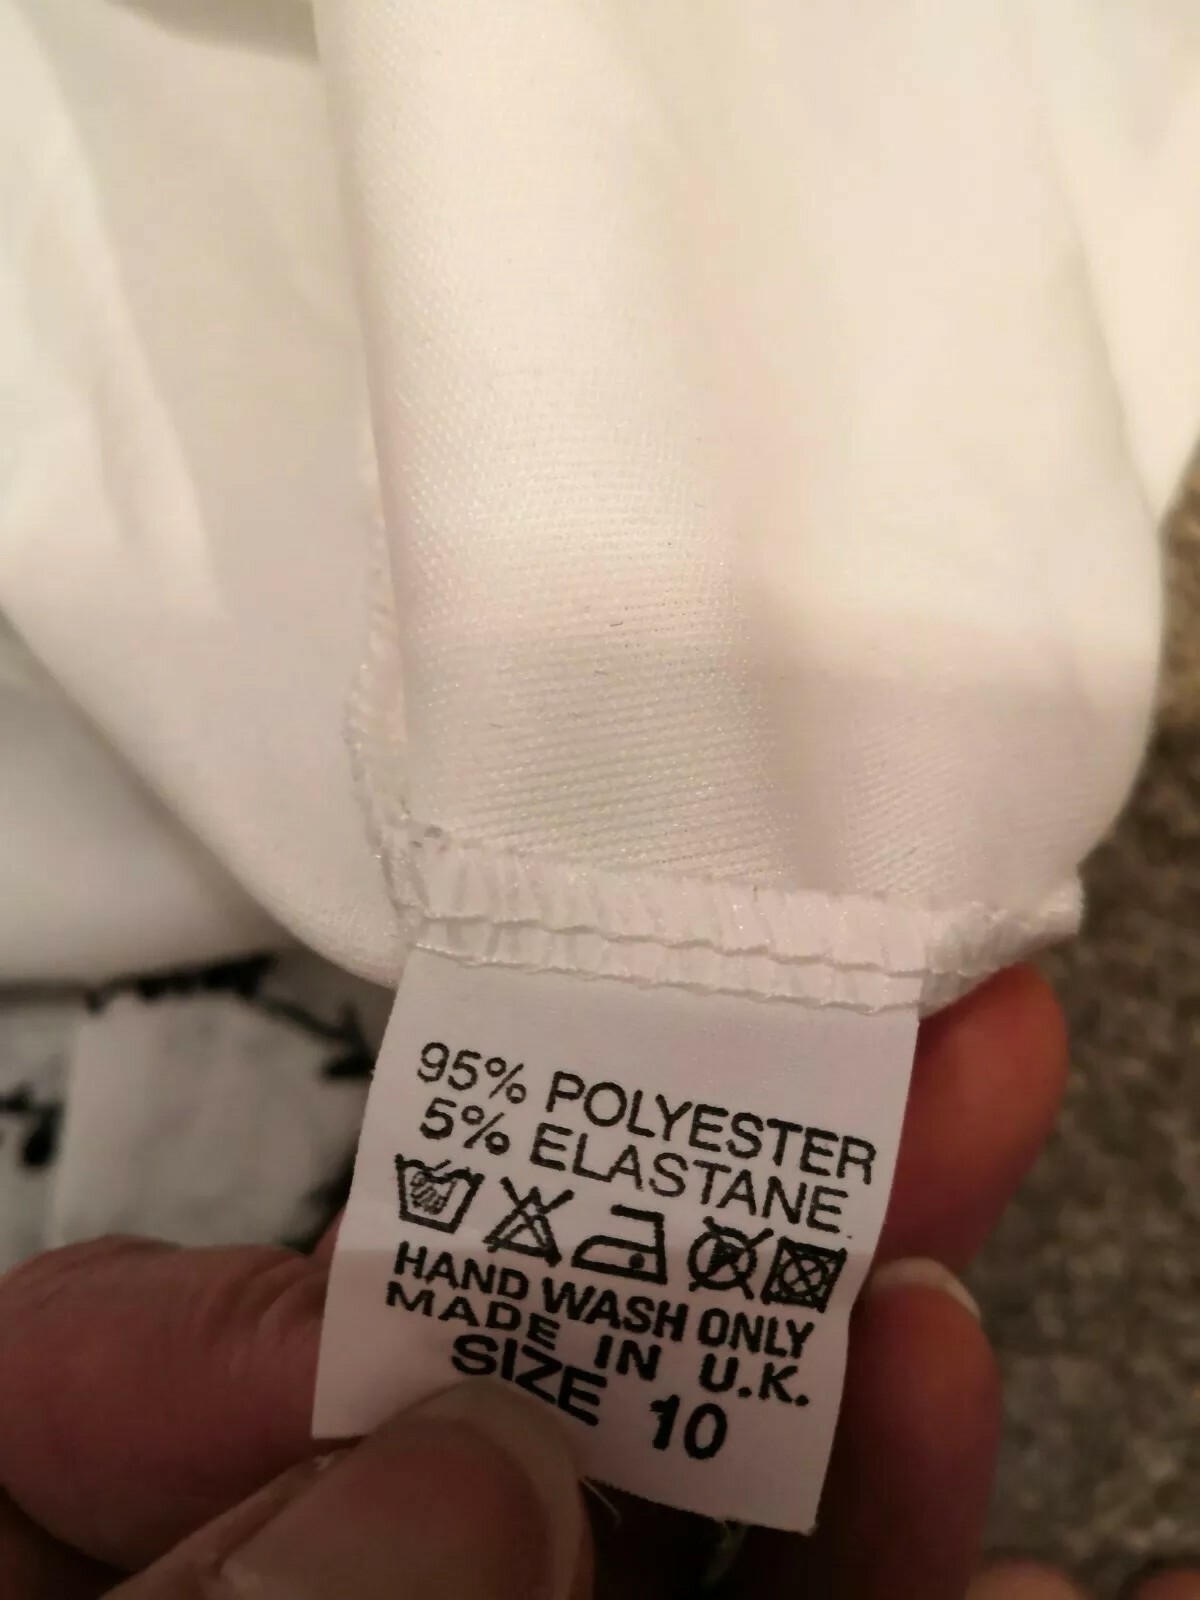 95% POLYESTER
5% ELASTANE
P
HAND WASH ONLY
MADE IN U.K.
SIZE 10